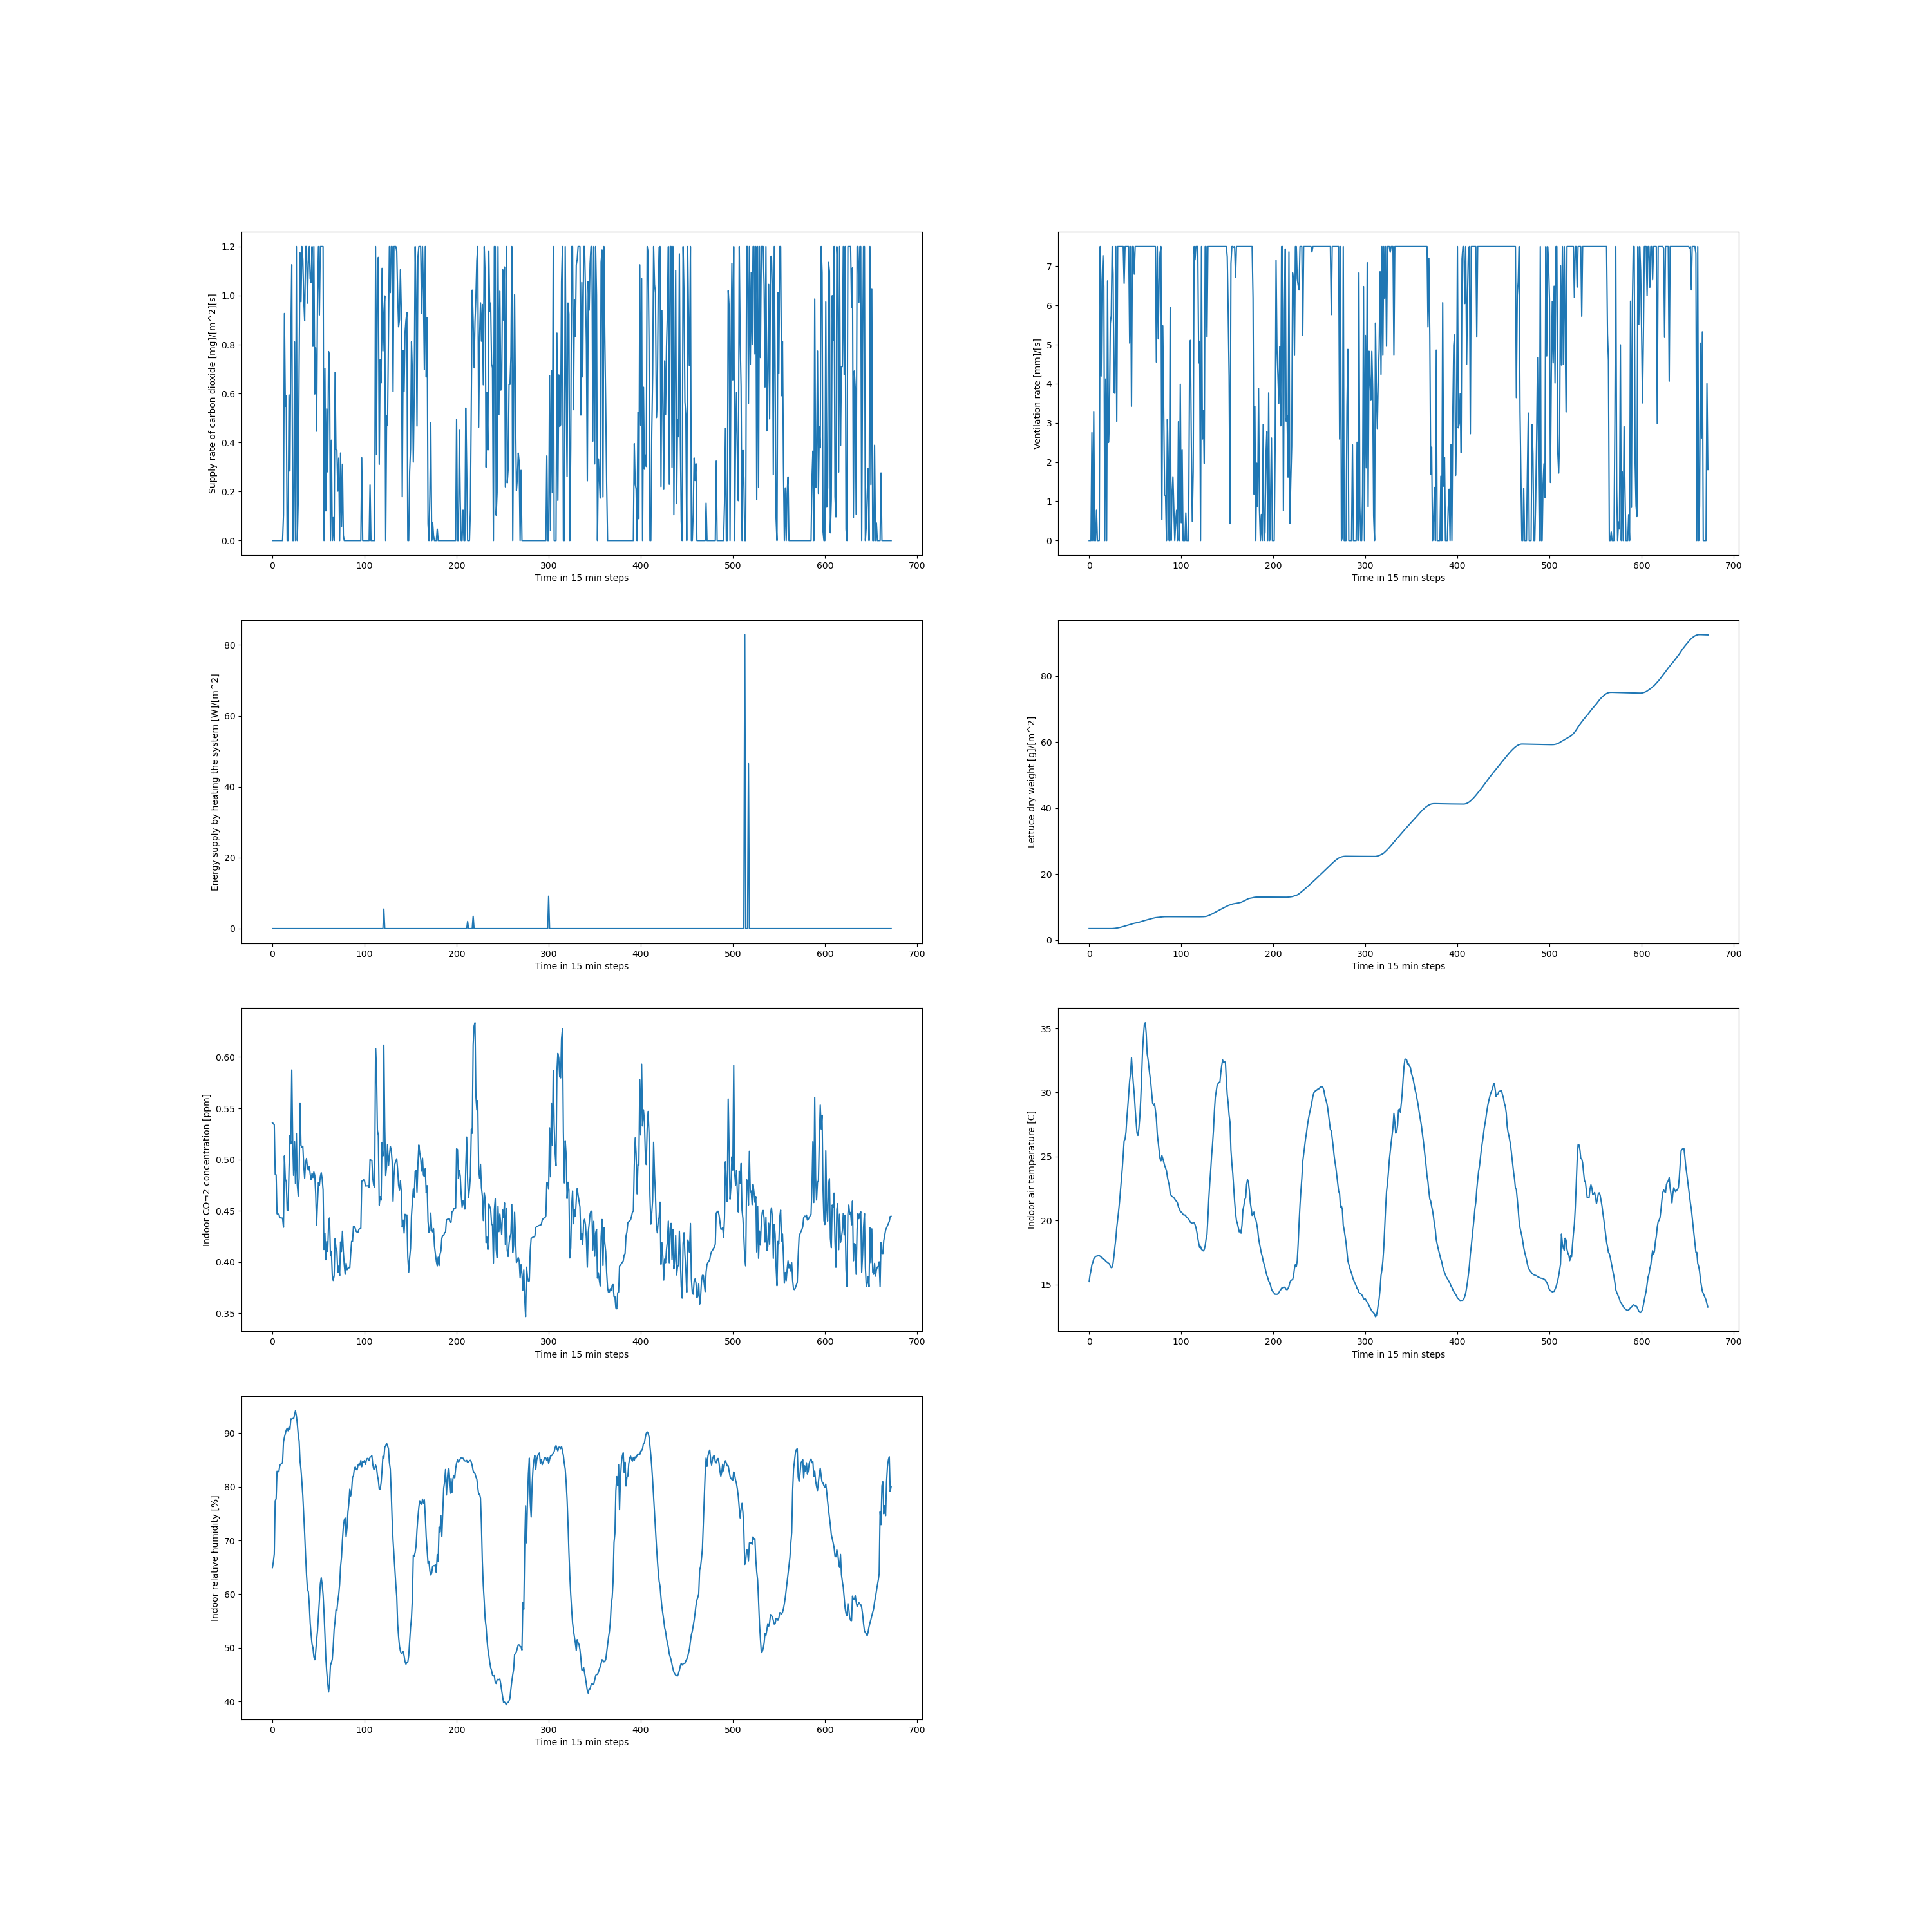 Supply rate of carbon dioxide [mg]/[m^2][s]
1.2
1.0
0.8
0.6
0.4
0.2
0.0
0 100 200 300 400 500 600 700
Time in 15 min steps
Ventilation rate [mm]/[s]
7
6
5
4
3
2
1
0
0 100 200 300 400 500 600 700
Time in 15 min steps
Energy supply by heating the system [W]/[m^2]
80
60
40
20
0
0 100 200 300 400 500 600 700
Time in 15 min steps
Lettuce dry weight [g]/[m^2]
80
60
40
20
0
0 100 200 300 400 500 600 700
Time in 15 min steps
Indoor CO¬2 concentration [ppm]
0.60
0.55
0.50
0.45
0.40
0.35
0 100 200 300 400 500 600 700
Time in 15 min steps
Indoor air temperature [C]
35
30
25
20
15
0 100 200 300 400 500 600 700
Time in 15 min steps
Indoor relative humidity [%]
90
80
70
60
50
40
0 100 200 300 400 500 600 700
Time in 15 min steps